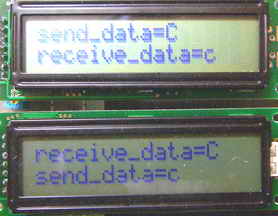 send_data=C
receive_data=c
receive_data=C
send_data=c